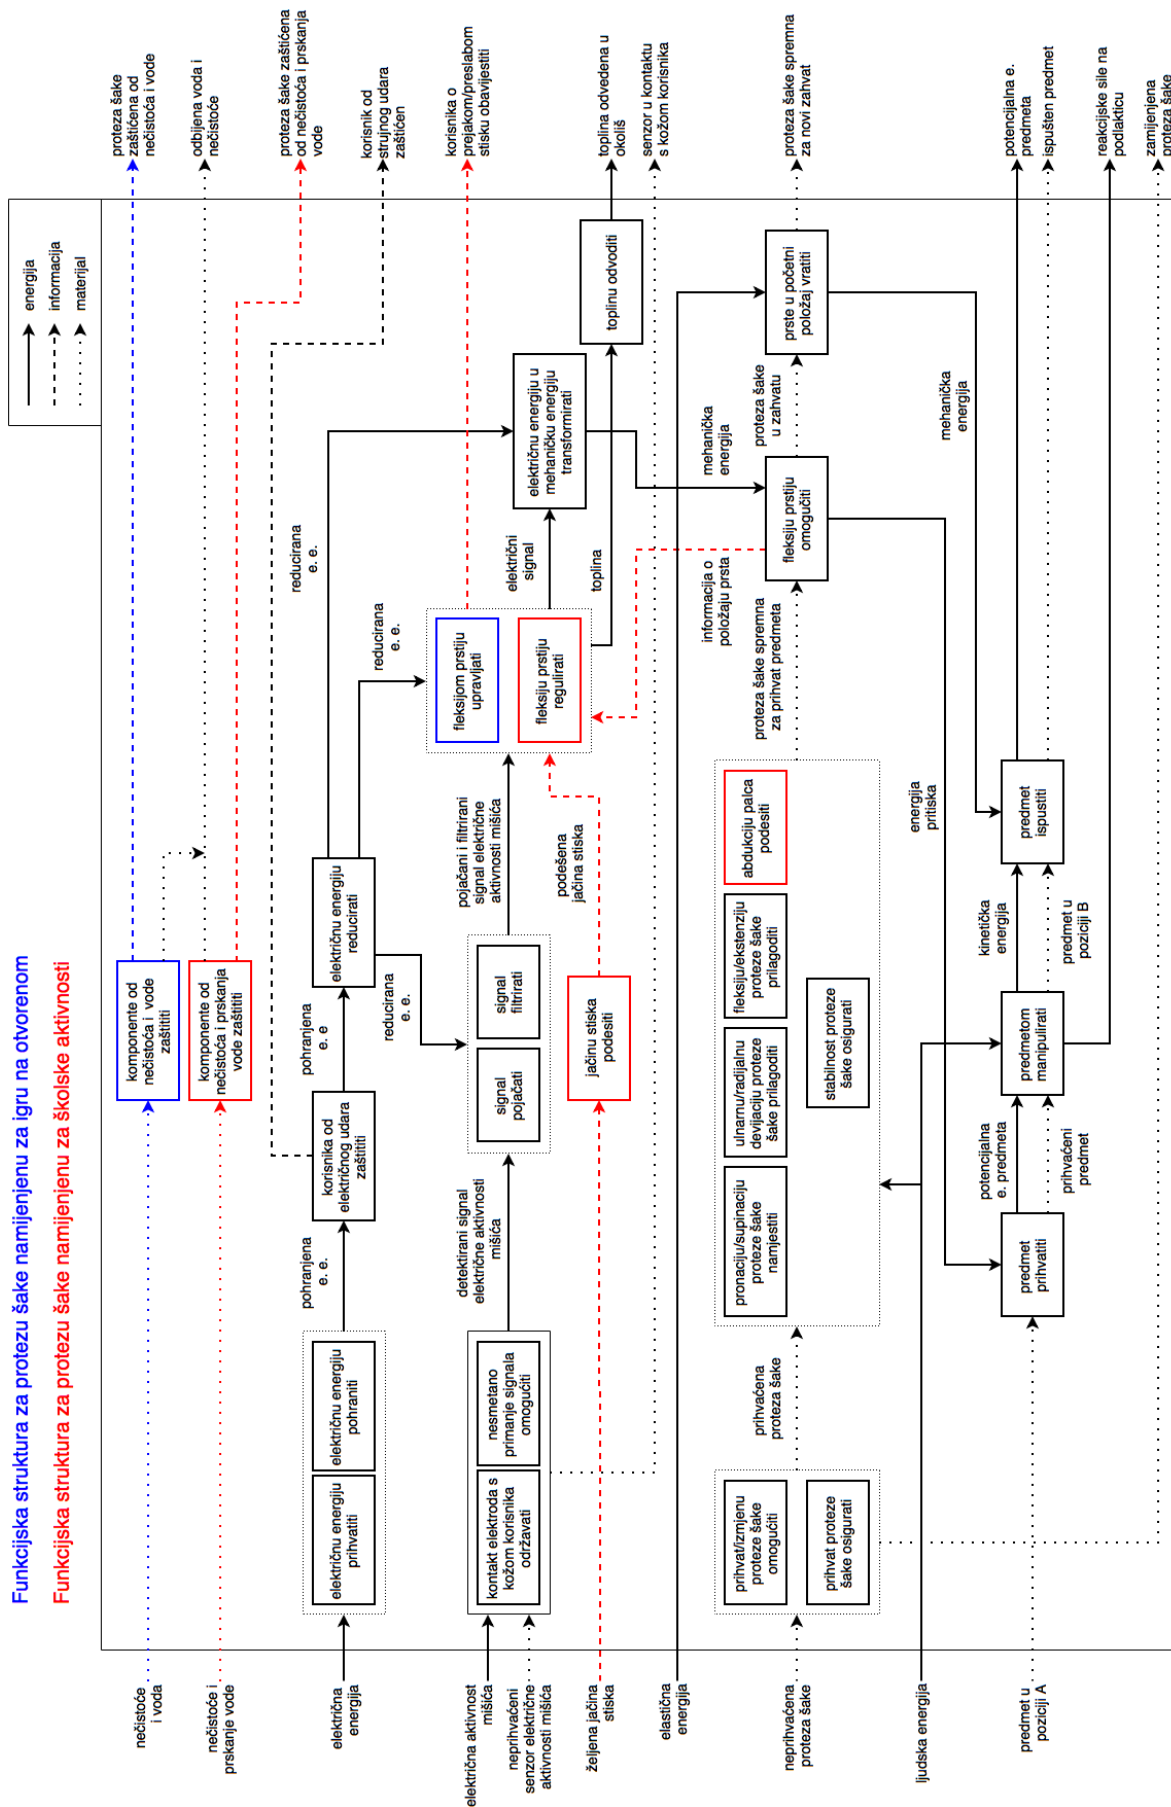 Funkcijska struktura za protezu šake namijenjenu za igru na otvorenom
Funkcijska struktura za protezu šake namijenjenu za školske aktivnosti
energija
informacija
materijal
nečistoće
i voda
komponente od
nečistoća i vode
zaštititi
proteza šake
zaštićena od
nečistoća i vode
odbijena voda i
nečistoće
nečistoće i
prskanje vode
komponente od
nečistoća i prskanja
vode zaštititi
proteza šake zaštićena
od nečistoća i prskanja
vode
korisnik od
strujnog udara
zaštićen
električna
energija
električnu energiju
prihvatiti
električnu energiju
pohraniti
pohranjena
e. e.
korisnika od
električnog udara
zaštititi
pohranjena
e. e
električnu energiju
reducirati
reducirana
e. e.
reducirana
e. e.
reducirana
e. e.
električna aktivnost
mišića
neprihvaćeni
senzor električne
aktivnosti mišića
kontakt elektroda s
kožom korisnika
održavati
nesmetano
primanje signala
omogućiti
detektirani signal
električne aktivnosti
mišića
signal
pojačati
signal
filtrirati
pojačani i filtrirani
signal električne
aktivnosti mišića
fleksijom prstiju
upravljati
fleksiju prstiju
regulirati
korisnika o
prejakom/preslabom
stisku obavijestiti
električni
signal
električnu energiju u
mehaničku energiju
transformirati
toplina
toplinu odvoditi
toplina odvedena u
okoliš
senzor u kontaktu
s kožom korisnika
željena jačina
stiska
jačinu stiska
podesiti
podešena
jačina stiska
informacija o
položaju prsta
mehanička
energija
elastična
energija
neprihvaćena
proteza šake
prihvat/izmjenu
proteze šake
omogućiti
prihvat proteze
šake osigurati
prihvaćena
proteza šake
pronaciju/supinaciju
proteze šake
namjestiti
ulnarnu/radijalnu
devijaciju proteze
šake prilagoditi
fleksiju/ekstenziju
proteze šake
prilagoditi
abdukciju palca
podesiti
stabilnost proteze
šake osigurati
proteza šake spremna
za prihvat predmeta
fleksiju prstiju
omogućiti
proteza šake
u zahvatu
prste u početni
položaj vratiti
proteza šake spremna
za novi zahvat
ljudska energija
energija
pritiska
mehanička
energija
predmet u
poziciji A
predmet
prihvatiti
potencijalna
e. predmeta
prihvaćeni
predmet
predmetom
manipulirati
kinetička
energija
predmet u
poziciji B
predmet
ispustiti
potencijalna e.
predmeta
ispušten predmet
reakcijske sile na
podlakticu
zamijenjena
proteza šake